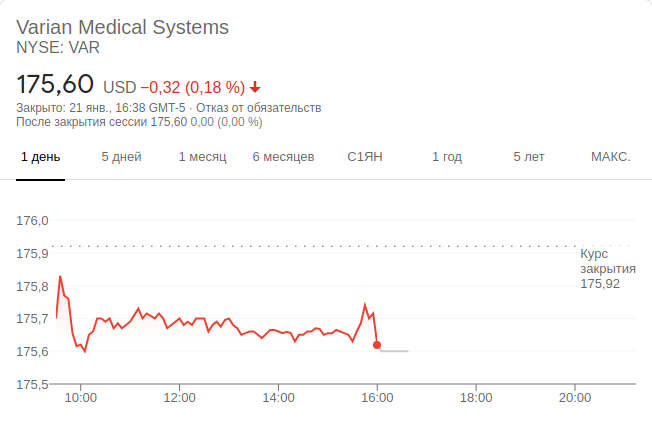 Varian Medical Systems
NYSE: VAR
175,60 USD −0,32 (0,18 %)
Закрыто: 21 янв., 16:38 GMT-5 · Отказ от обязательств
После закрытия сессии 175,60 0,00 (0,00 %)
1 день 5 дней 1 месяц 6 месяцев С1ЯН 1 год 5 лет МАКС.
176,0
175,9
Курс
закрытия
175,92
175,8
175,7
175,6
175,5
10:00 12:00 14:00 16:00 18:00 20:00